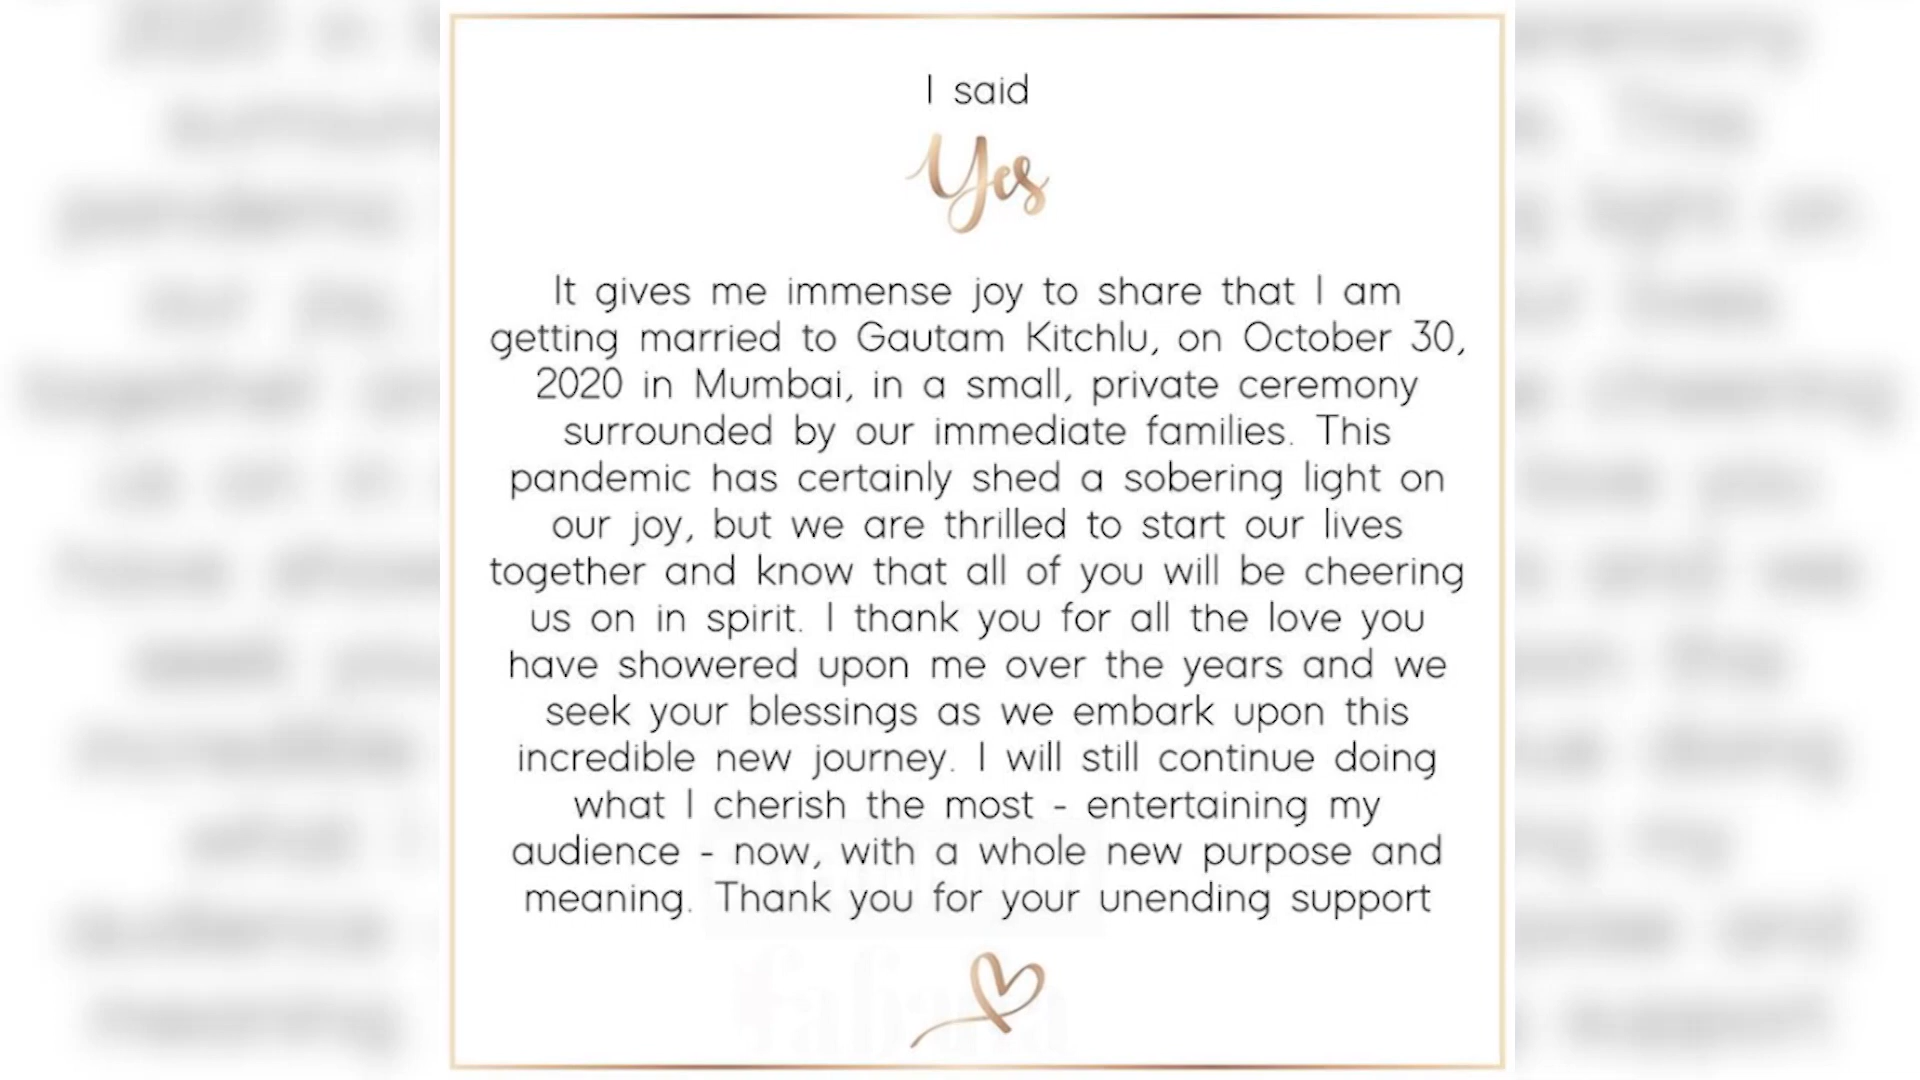 I said
Yes
It gives me immense joy to share that I am
getting married to Gautam Kitchlu, on October 30,
2020 in Mumbai, in a small, private ceremony
surrounded by our immediate families. This
pandemic has certainly shed a sobering light on
our joy, but we are thrilled to start our lives
together and know that all of you will be cheering
us on in spirit. I thank you for all the love you
have showered upon me over the years and we
seek your blessings as we embark upon this
incredible new journey. I will still continue doing
what I cherish the most - entertaining my
audience - now, with a whole new purpose and
meaning. Thank you for your unending support